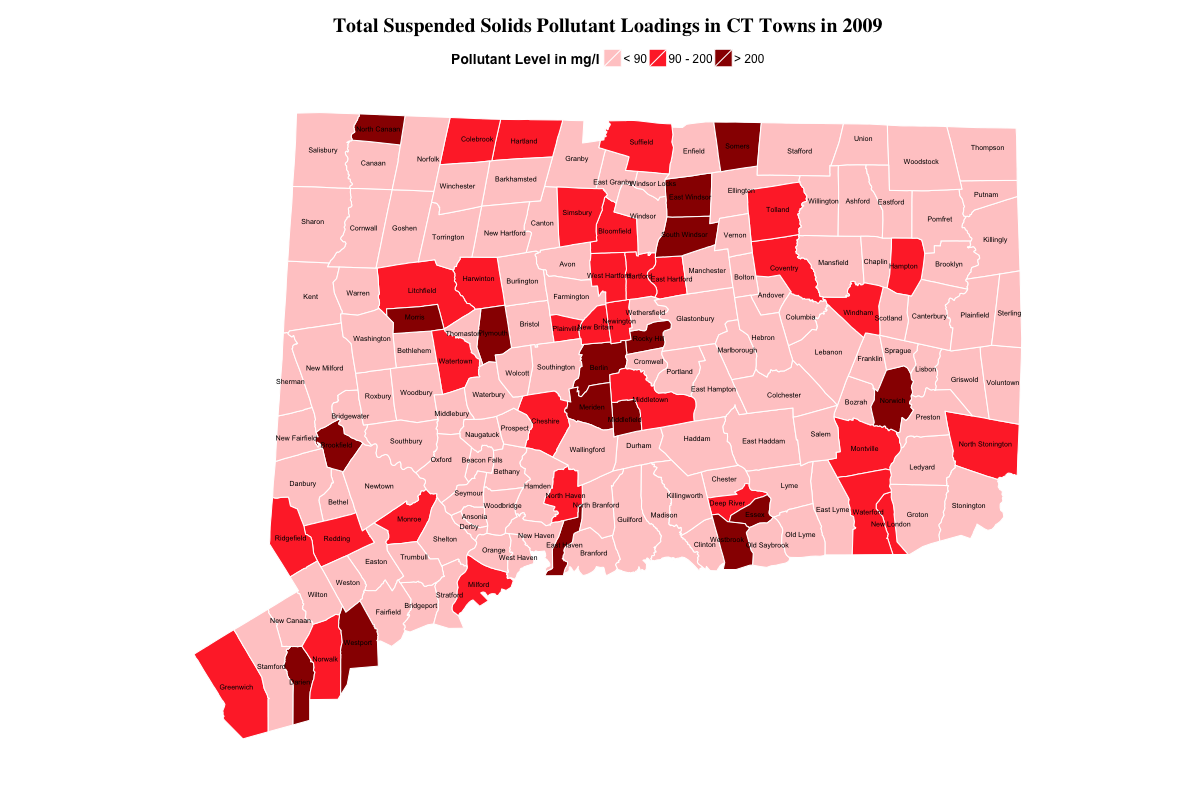 Total Suspended Solids Pollutant Loadings in CT Towns in 2009
Pollutant Level in mg/l < 90 90 - 200 > 200
North Canaan
Colebrook
Hartland
Suffield
Union
Salisbury
Canaan
Norfolk
Granby
Enfield
Somers
Stafford
Woodstock
Thompson
Winchester
Barkhamsted
East Granby
Windsor Locks
East Windsor
Ellington
Tolland
Willington
Ashford
Eastford
Putnam
Sharon
Cornwall
Goshen
Torrington
New Hartford
Canton
Simsbury
Bloomfield
Windsor
South Windsor
Vernon
Pomfret
Killingly
Kent
Warren
Litchfield
Harwinton
Burlington
Avon
Farmington
West Hartford
Hartford
East Hartford
Manchester
Bolton
Coventry
Mansfield
Chaplin
Hampton
Brooklyn
Andover
Morris
Washington
Bethlehem
Thomaston
Plymouth
Bristol
Plainville
New Britain
Newington
Wethersfield
Rocky Hill
Glastonbury
Hebron
Columbia
Windham
Scotland
Canterbury
Plainfield
Sterling
New Milford
Sherman
Watertown
Wolcott
Southington
Berlin
Cromwell
Portland
Marlborough
Lebanon
Franklin
Sprague
Lisbon
Griswold
Voluntown
Roxbury
Woodbury
Waterbury
Meriden
Middletown
Middlefield
East Hampton
Colchester
Bozrah
Norwich
Preston
Bridgewater
Middlebury
Naugatuck
Prospect
Cheshire
Wallingford
Durham
Haddam
East Haddam
Salem
Montville
North Stonington
New Fairfield
Brookfield
Southbury
Oxford
Beacon Falls
Bethany
Ledyard
Danbury
Bethel
Newtown
Seymour
Woodbridge
Hamden
North Haven
North Branford
Guilford
Madison
Killingworth
Chester
Deep River
Essex
Lyme
East Lyme
Waterford
New London
Groton
Stonington
Ridgefield
Redding
Monroe
Ansonia
Derby
Shelton
Orange
New Haven
West Haven
East Haven
Branford
Clinton
Westbrook
Old Saybrook
Old Lyme
Easton
Trumbull
Weston
Wilton
Milford
Stratford
Bridgeport
Fairfield
New Canaan
Westport
Norwalk
Stamford
Darien
Greenwich